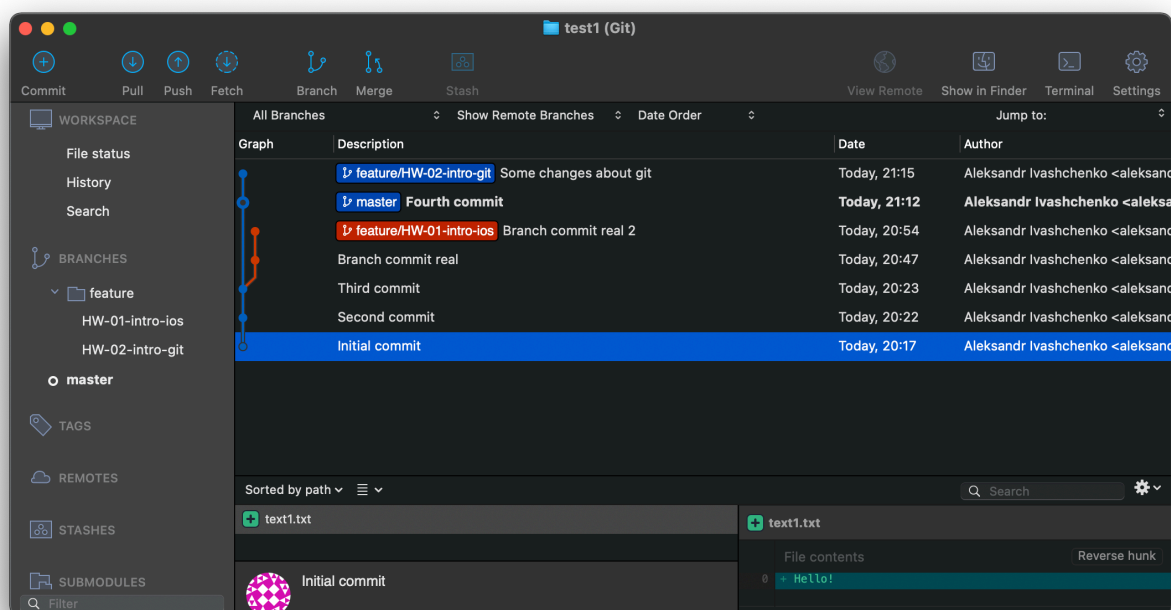 test1 (Git)
Commit Pull Push Fetch Branch Merge Stash View Remote Show in Finder Terminal Settings
WORKSPACE
File status
History
Search
BRANCHES
feature
HW-01-intro-ios
HW-02-intro-git
master
TAGS
REMOTES
STASHES
SUBMODULES
Filter
All Branches Show Remote Branches Date Order Jump to:
Graph Description Date Author
feature/HW-02-intro-git Some changes about git Today, 21:15 Aleksandr Ivashchenko <aleksand
master Fourth commit Today, 21:12 Aleksandr Ivashchenko <aleksa
feature/HW-01-intro-ios Branch commit real 2 Today, 20:54 Aleksandr Ivashchenko <aleksand
Branch commit real Today, 20:47 Aleksandr Ivashchenko <aleksand
Third commit Today, 20:23 Aleksandr Ivashchenko <aleksand
Second commit Today, 20:22 Aleksandr Ivashchenko <aleksand
Initial commit Today, 20:17 Aleksandr Ivashchenko <aleksand
Sorted by path Search
text1.txt
Initial commit
text1.txt
File contents Reverse hunk
0 + Hello!